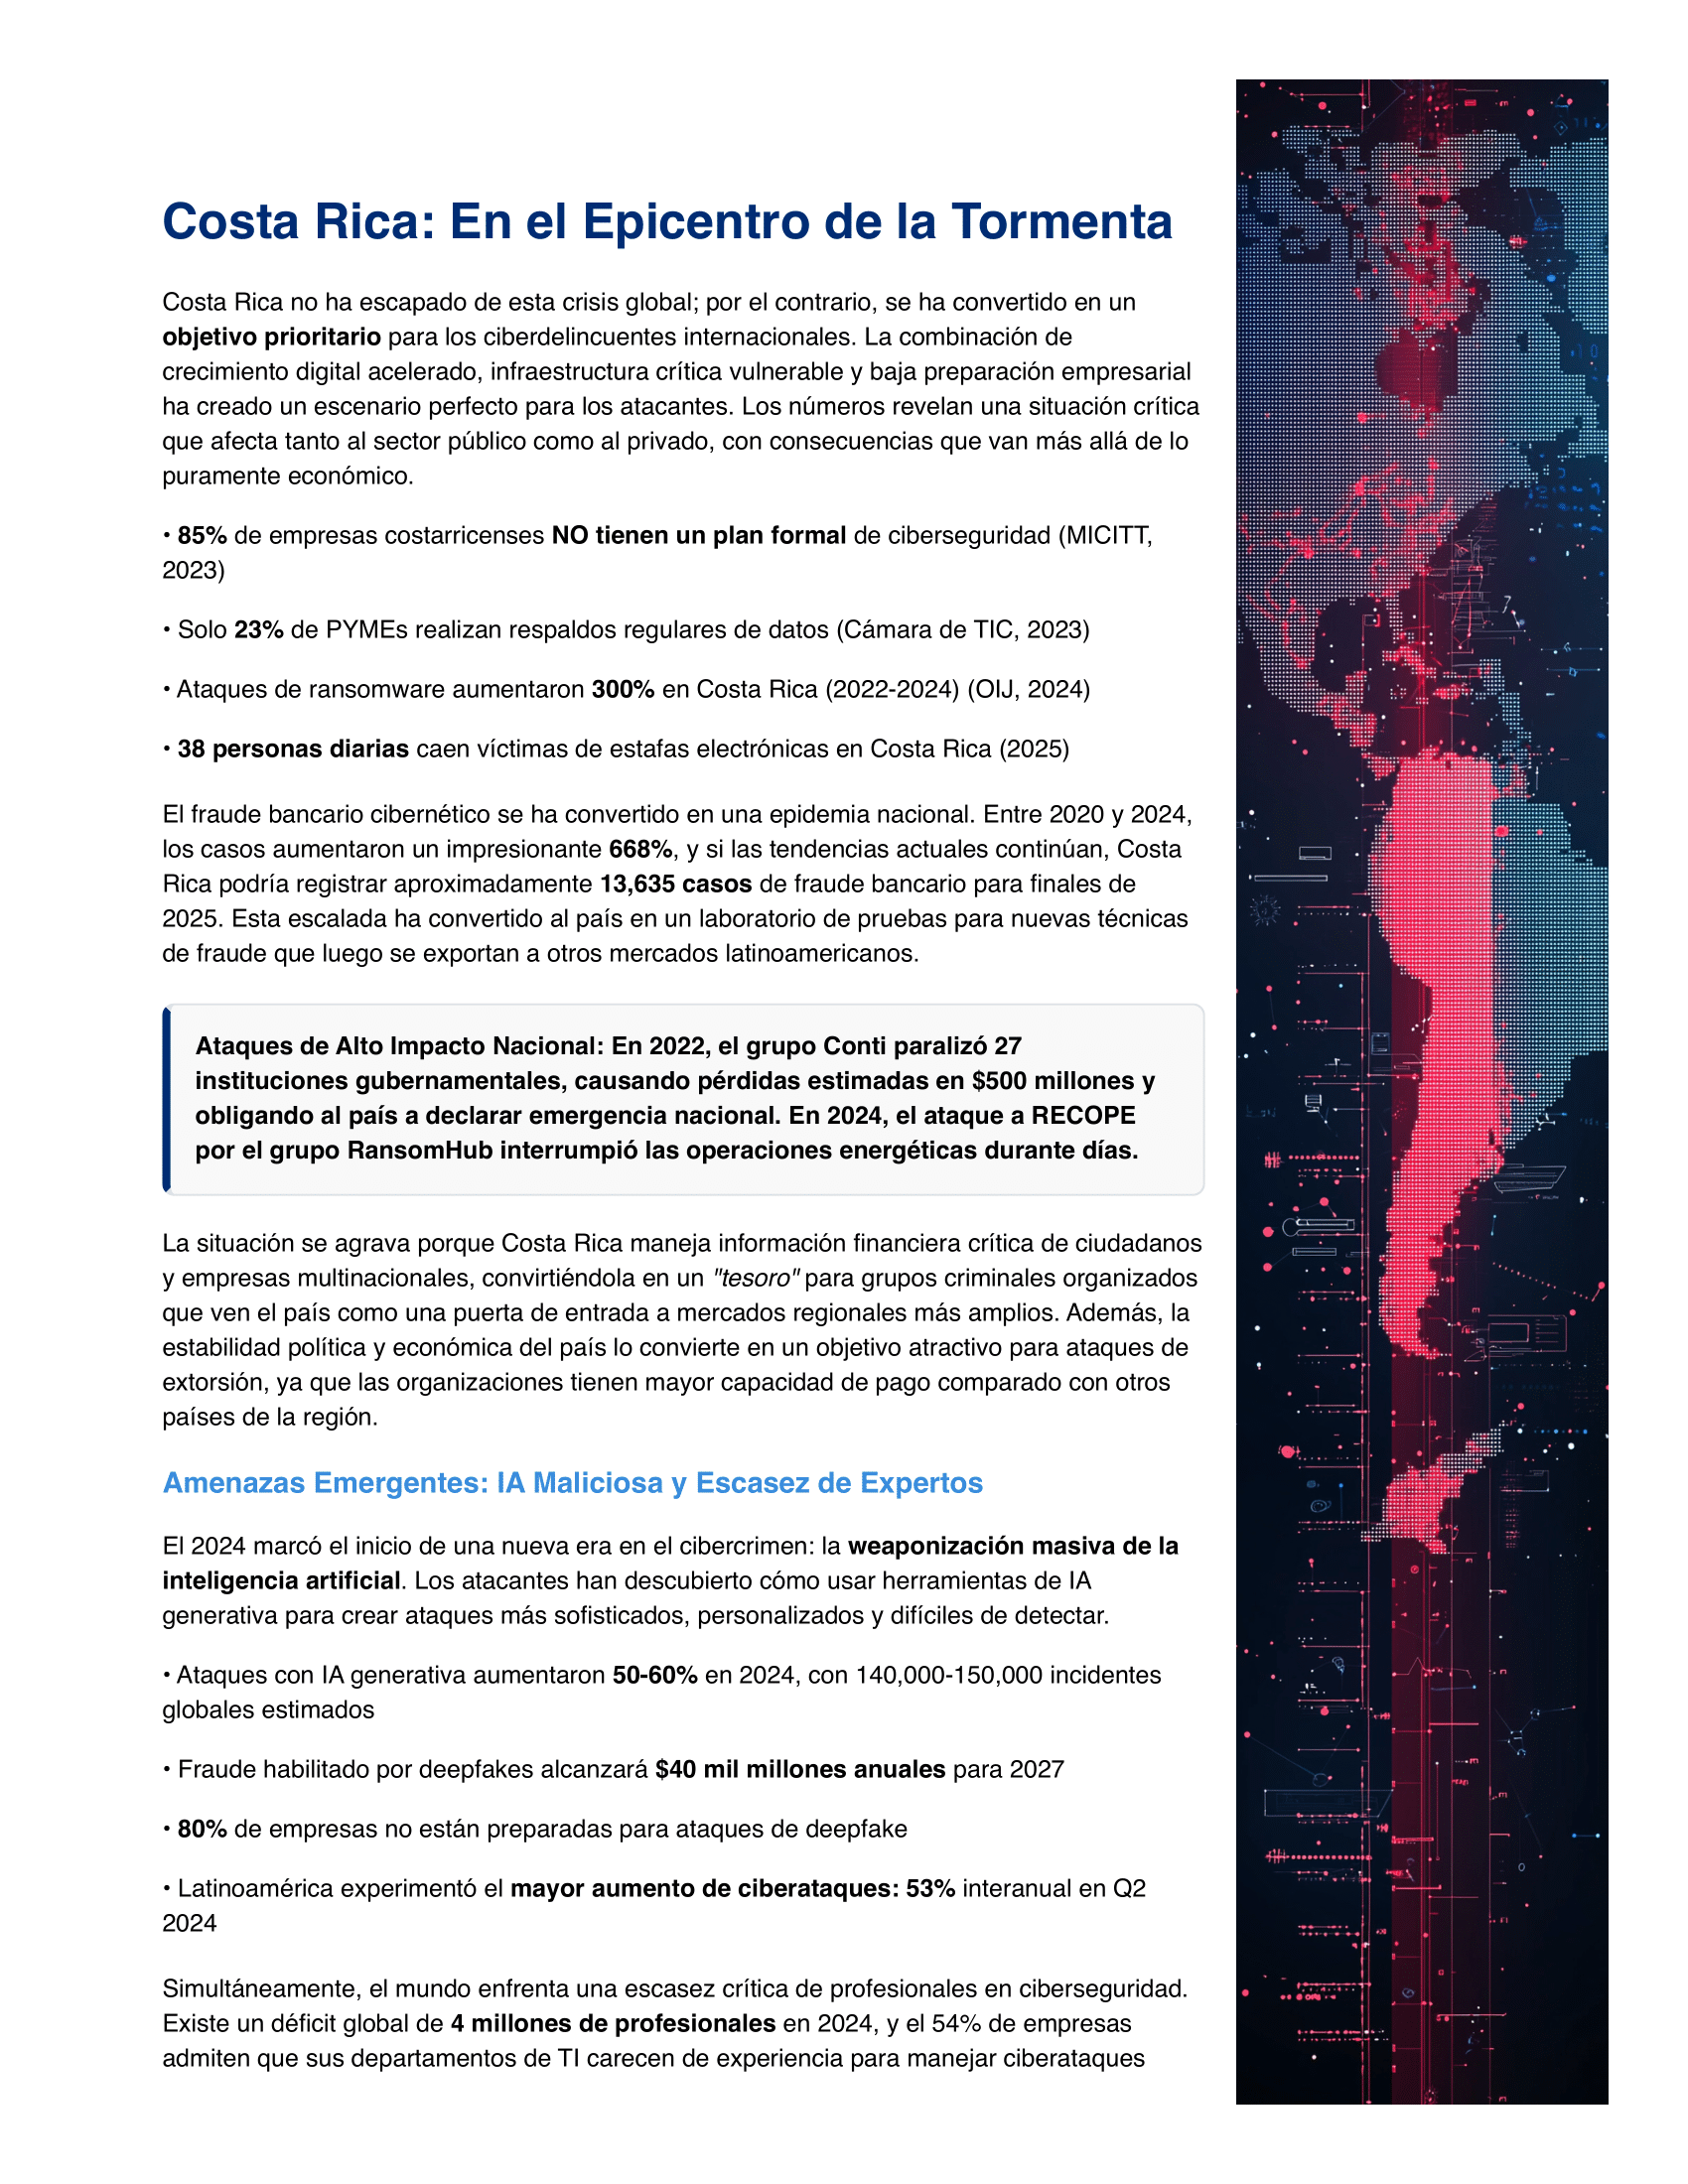 Costa Rica: En el Epicentro de la Tormenta
Costa Rica no ha escapado de esta crisis global; por el contrario, se ha convertido en un
objetivo prioritario para los ciberdelincuentes internacionales. La combinación de
crecimiento digital acelerado, infraestructura crítica vulnerable y baja preparación empresarial
ha creado un escenario perfecto para los atacantes. Los números revelan una situación crítica
que afecta tanto al sector público como al privado, con consecuencias que van más allá de lo
puramente económico.
• 85% de empresas costarricenses NO tienen un plan formal de ciberseguridad (MICITT,
2023)
• Solo 23% de PYMEs realizan respaldos regulares de datos (Cámara de TIC, 2023)
• Ataques de ransomware aumentaron 300% en Costa Rica (2022-2024) (OIJ, 2024)
• 38 personas diarias caen víctimas de estafas electrónicas en Costa Rica (2025)
El fraude bancario cibernético se ha convertido en una epidemia nacional. Entre 2020 y 2024,
los casos aumentaron un impresionante 668%, y si las tendencias actuales continúan, Costa
Rica podría registrar aproximadamente 13,635 casos de fraude bancario para finales de
2025. Esta escalada ha convertido al país en un laboratorio de pruebas para nuevas técnicas
de fraude que luego se exportan a otros mercados latinoamericanos.
Ataques de Alto Impacto Nacional: En 2022, el grupo Conti paralizó 27
instituciones gubernamentales, causando pérdidas estimadas en $500 millones y
obligando al país a declarar emergencia nacional. En 2024, el ataque a RECOPE
por el grupo RansomHub interrumpió las operaciones energéticas durante días.
La situación se agrava porque Costa Rica maneja información financiera crítica de ciudadanos
y empresas multinacionales, convirtiéndola en un "tesoro" para grupos criminales organizados
que ven el país como una puerta de entrada a mercados regionales más amplios. Además, la
estabilidad política y económica del país lo convierte en un objetivo atractivo para ataques de
extorsión, ya que las organizaciones tienen mayor capacidad de pago comparado con otros
países de la región.
Amenazas Emergentes: IA Maliciosa y Escasez de Expertos
El 2024 marcó el inicio de una nueva era en el cibercrimen: la weaponización masiva de la
inteligencia artificial. Los atacantes han descubierto cómo usar herramientas de IA
generativa para crear ataques más sofisticados, personalizados y difíciles de detectar.
• Ataques con IA generativa aumentaron 50-60% en 2024, con 140,000-150,000 incidentes
globales estimados
• Fraude habilitado por deepfakes alcanzará $40 mil millones anuales para 2027
• 80% de empresas no están preparadas para ataques de deepfake
• Latinoamérica experimentó el mayor aumento de ciberataques: 53% interanual en Q2
2024
Simultáneamente, el mundo enfrenta una escasez crítica de profesionales en ciberseguridad.
Existe un déficit global de 4 millones de profesionales en 2024, y el 54% de empresas
admiten que sus departamentos de TI carecen de experiencia para manejar ciberataques